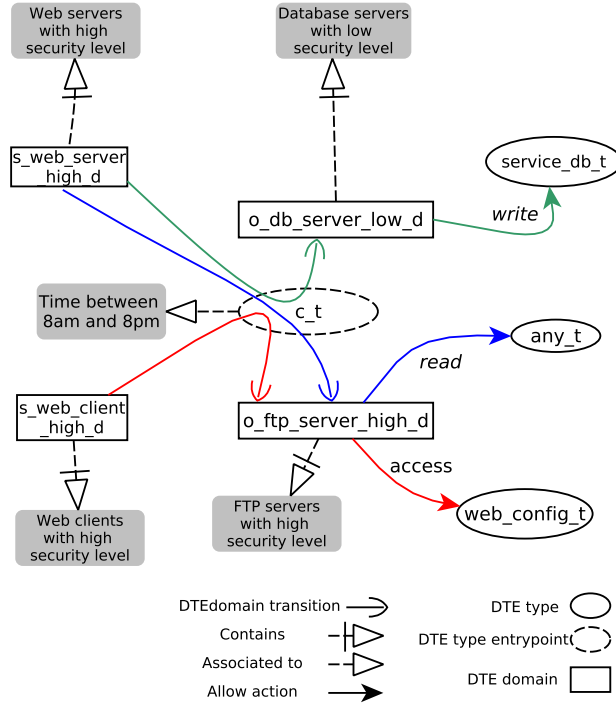 Web servers
with high
security level
Database servers
with low
security level
s_web_server
_high_d
service_db_t
o_db_server_low_d
write
Time between
8am and 8pm
c_t
any_t
read
s_web_client
_high_d
o_ftp_server_high_d
access
web_config_t
Web clients
with high
security level
FTP servers
with high
security level
DTEdomain transition
Contains
Associated to
Allow action
DTE type
DTE type entrypoint
DTE domain